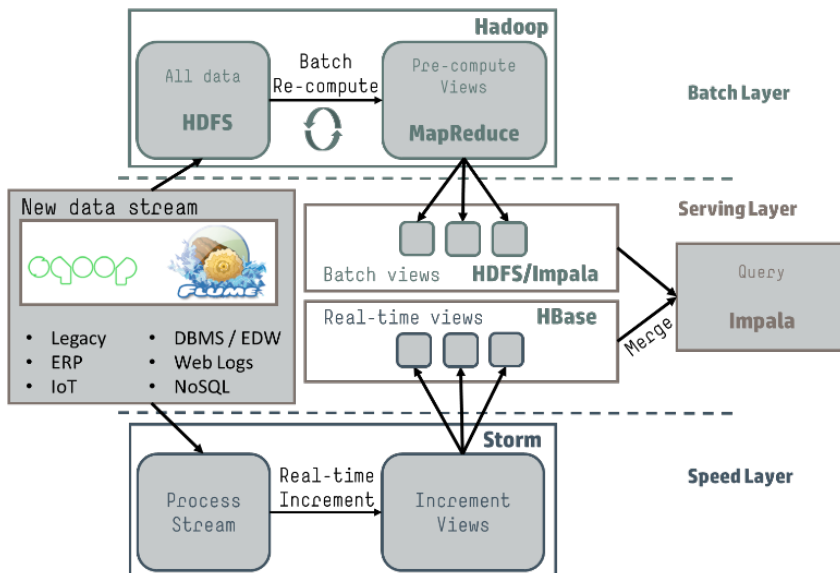 Hadoop
All data
HDFS
Batch
Re-compute
Pre-compute
Views
MapReduce
Batch Layer
New data stream
sqoop
FLUME
• Legacy
• ERP
• IoT
• DBMS / EDW
• Web Logs
• NoSQL
Serving Layer
Batch views
HDFS/Impala
Real-time views
HBase
Merge
Query
Impala
Storm
Process
Stream
Real-time
Increment
Increment
Views
Speed Layer